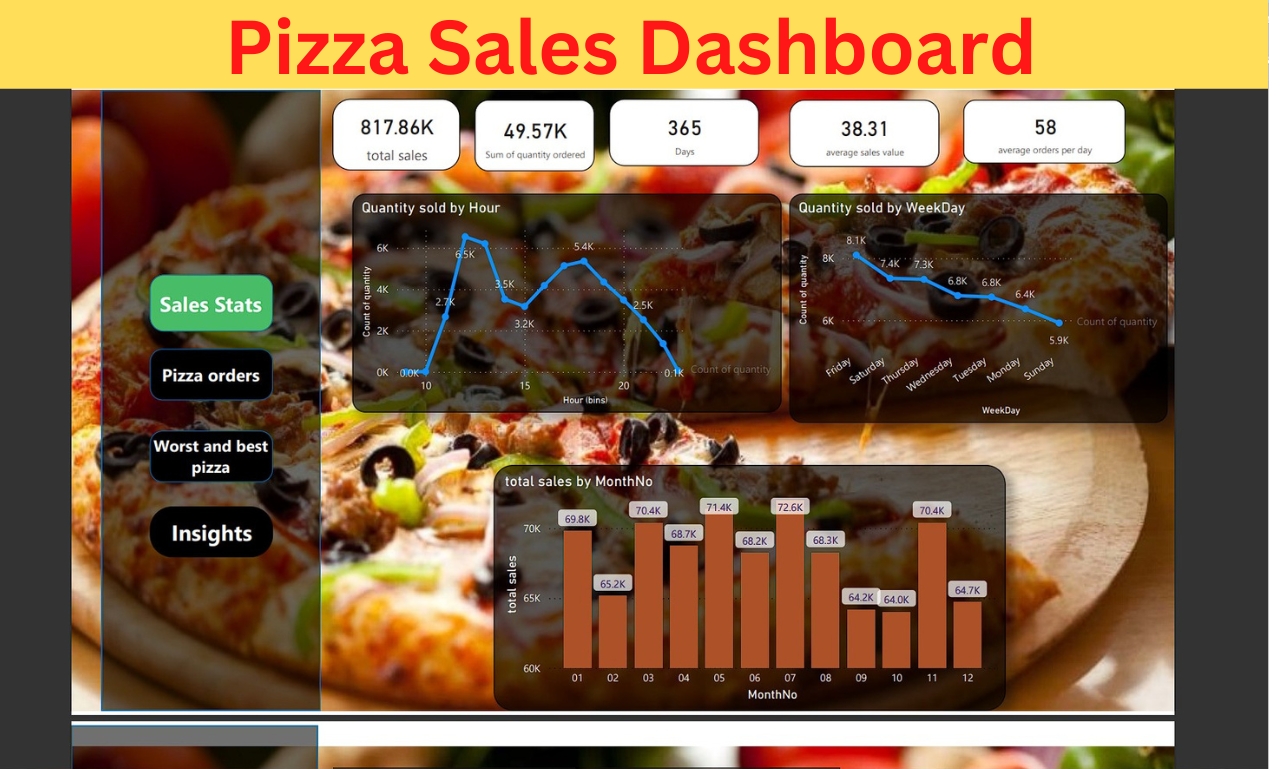 Pizza Sales Dashboard
817.86K
total sales
49.57K
Sum of quantity ordered
365
Days
38.31
average sales value
58
average orders per day
Sales Stats
Pizza orders
Worst and best
pizza
Insights
Quantity sold by Hour
Count of quantity
6K
4K
2K
0K
0.0K
2.7K
6.5K
3.5K
3.2K
5.4K
2.5K
0.1K
Count of quantity
10
15
20
Hour (bins)
Quantity sold by WeekDay
Count of quantity
8K
6K
8.1K
7.4K
7.3K
6.8K
6.8K
6.4K
5.9K
Count of quantity
Friday
Saturday
Thursday
Wednesday
Tuesday
Monday
Sunday
WeekDay
total sales by MonthNo
total sales
70K
65K
60K
69.8K
65.2K
70.4K
68.7K
71.4K
68.2K
72.6K
68.3K
64.2K
64.0K
70.4K
64.7K
01
02
03
04
05
06
07
08
09
10
11
12
MonthNo